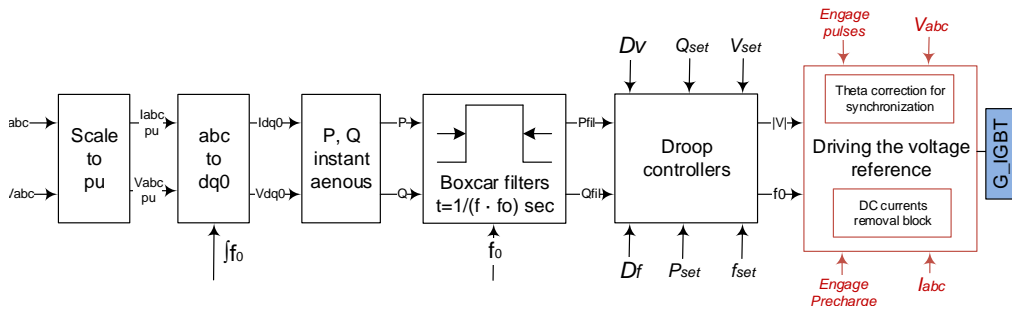 abc
Vabc
Scale
to
pu
Iabc
pu
Vabc
pu
abc
to
dq0
∫f0
Idq0
Vdq0
P, Q
instant
aenous
P
Q
Boxcar filters
t=1/(f · fo) sec
f0
Pfil
Qfil
Dv
Qset
Vset
Droop
controllers
Df
Pset
fset
|V|
f0
Engage
pulses
Vabc
Theta correction for
synchronization
Driving the voltage
reference
DC currents
removal block
Engage
Precharge
Iabc
G_IGBT